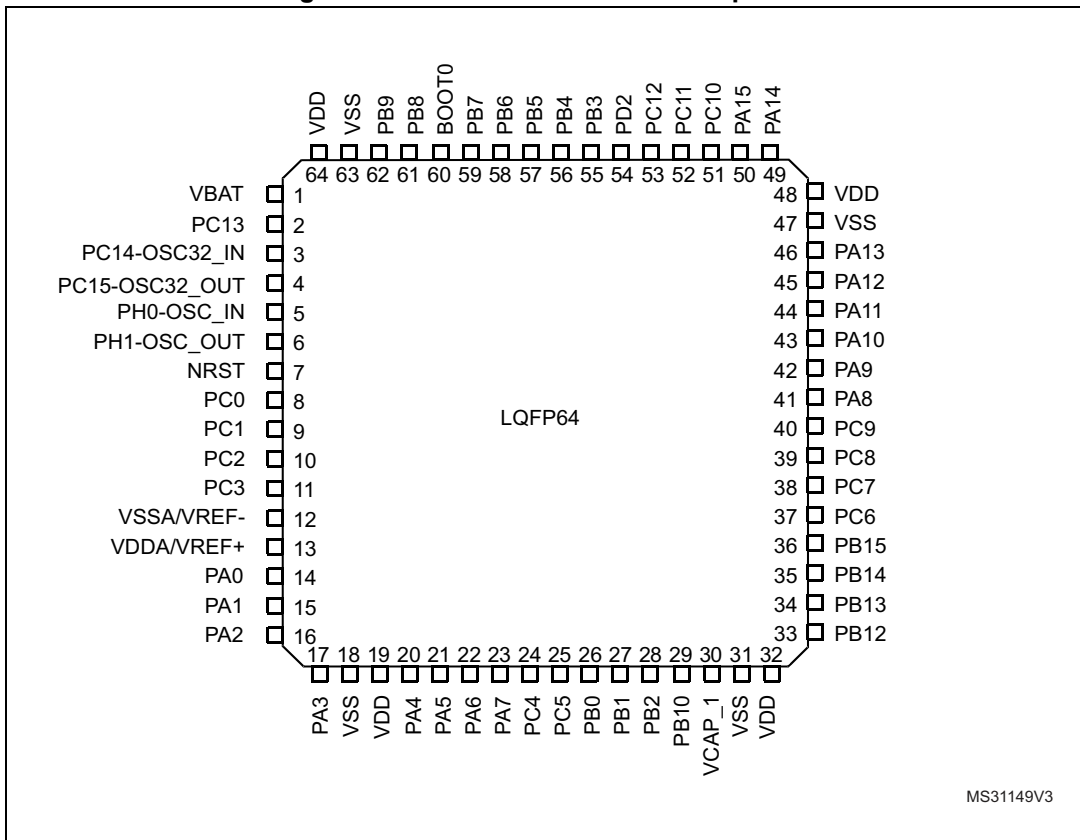 VDD VSS PB9 PB8 BOOT0 PB7 PB6 PB5 PB4 PB3 PD2 PC12 PC11 PC10 PA15 PA14
64 63 62 61 60 59 58 57 56 55 54 53 52 51 50 49
VBAT 1 48 VDD
PC13 2 47 VSS
PC14-OSC32_IN 3 46 PA13
PC15-OSC32_OUT 4 45 PA12
PH0-OSC_IN 5 44 PA11
PH1-OSC_OUT 6 43 PA10
NRST 7 42 PA9
PC0 8 41 PA8
LQFP64
PC1 9 40 PC9
PC2 10 39 PC8
PC3 11 38 PC7
VSSA/VREF- 12 37 PC6
VDDA/VREF+ 13 36 PB15
PA0 14 35 PB14
PA1 15 34 PB13
PA2 16 33 PB12
17 18 19 20 21 22 23 24 25 26 27 28 29 30 31 32
PA3 VSS VDD PA4 PA5 PA6 PA7 PC4 PC5 PB0 PB1 PB2 PB10 VCAP_1 VSS VDD
MS31149V3